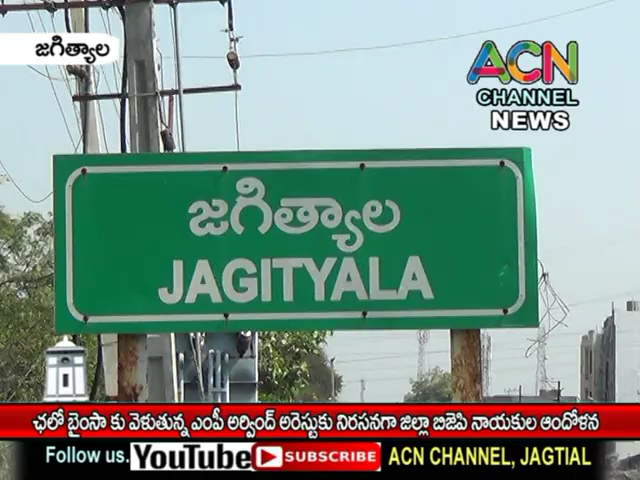 జగిత్యాల
ACN
CHANNEL
NEWS
జగిత్యాల
JAGITYALA
ఛలో బైంసా కు వెళుతున్న ఎంపీ అర్వింద్ అరెస్టుకు నిరసనగా జిల్లా బిజెపి నాయకుల ఆందోళన
Follow us. YouTube SUBSCRIBE ACN CHANNEL, JAGTIAL